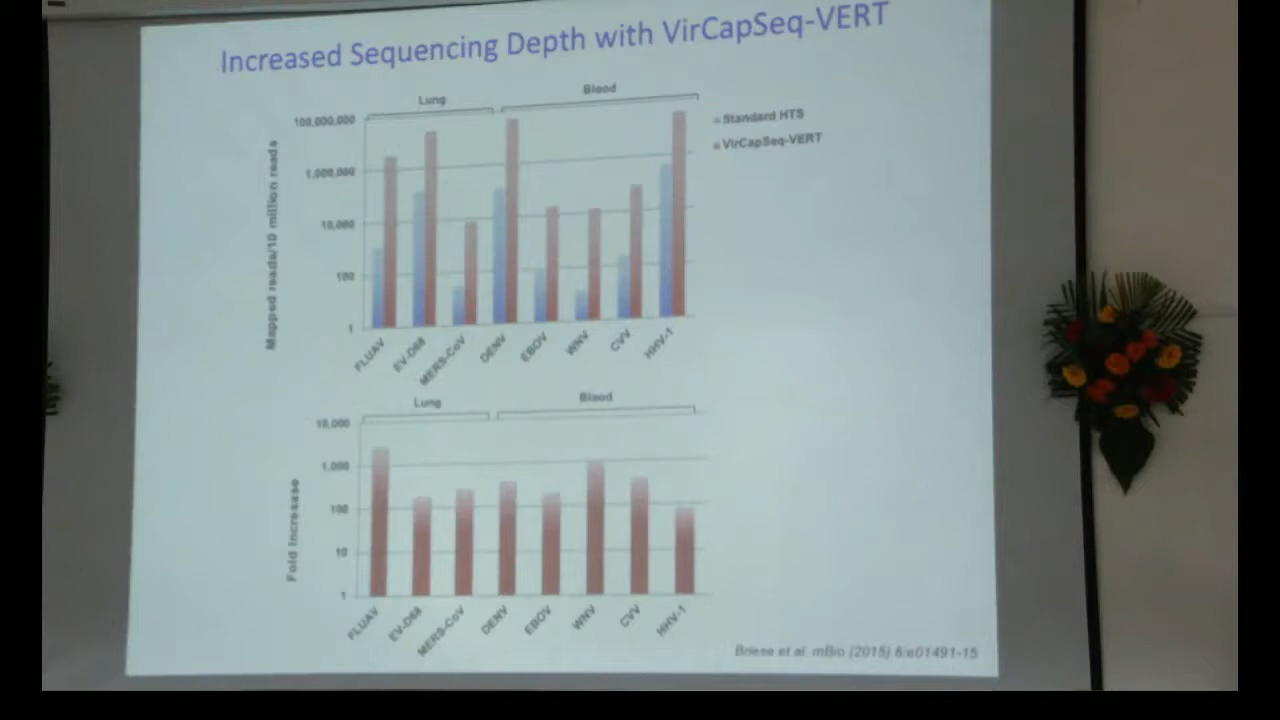 Increased Sequencing Depth with VirCapSeq-VERT
Lung
Blood
Standard HTS
VirCapSeq-VERT
Mapped reads/10 million reads
100,000,000
1,000,000
10,000
100
1
FLUAV
EV-D68
MERS-CoV
DENV
EBOV
WNV
CVV
HHV-1
Lung
Blood
Fold Increase
10,000
1,000
100
10
1
FLUAV
EV-D68
MERS-CoV
DENV
EBOV
WNV
CVV
HHV-1
Briese et al. mBio (2015) 6:e01491-15